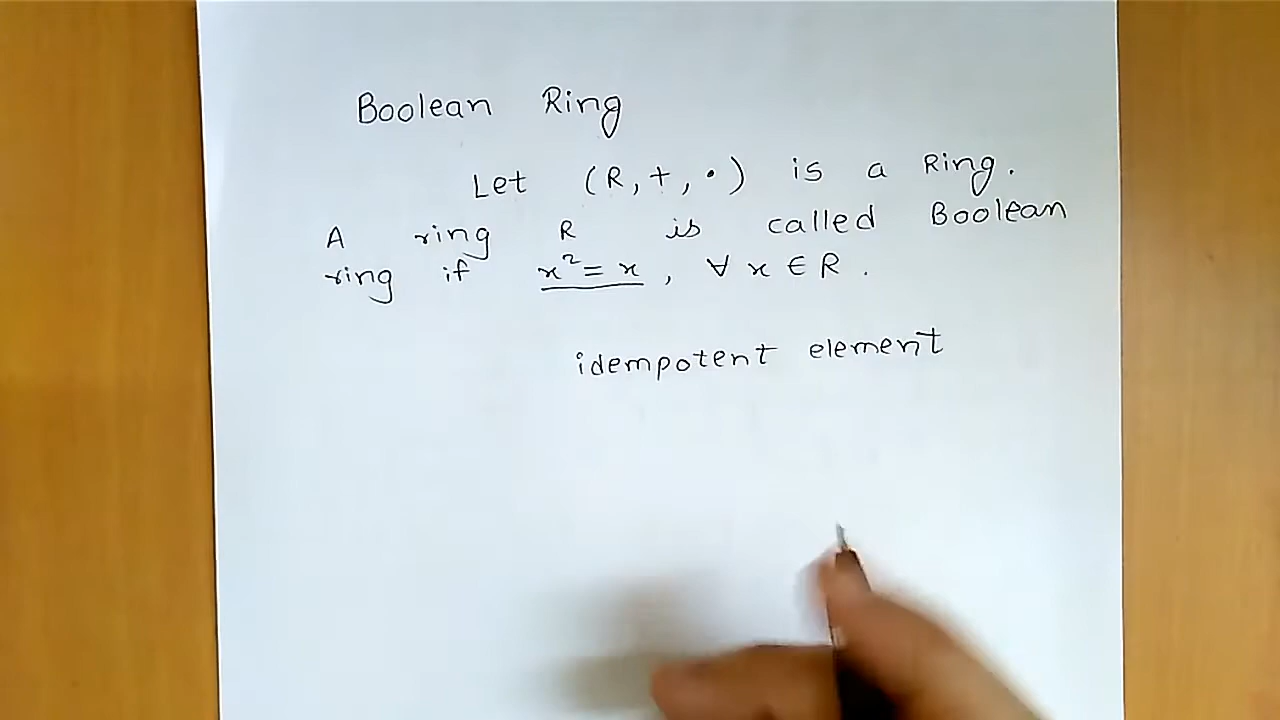 Boolean Ring
Let (R, +, •) is a Ring.
A ring R is called Boolean
ring if x² = x, ∀ x ∈ R.
idempotent element